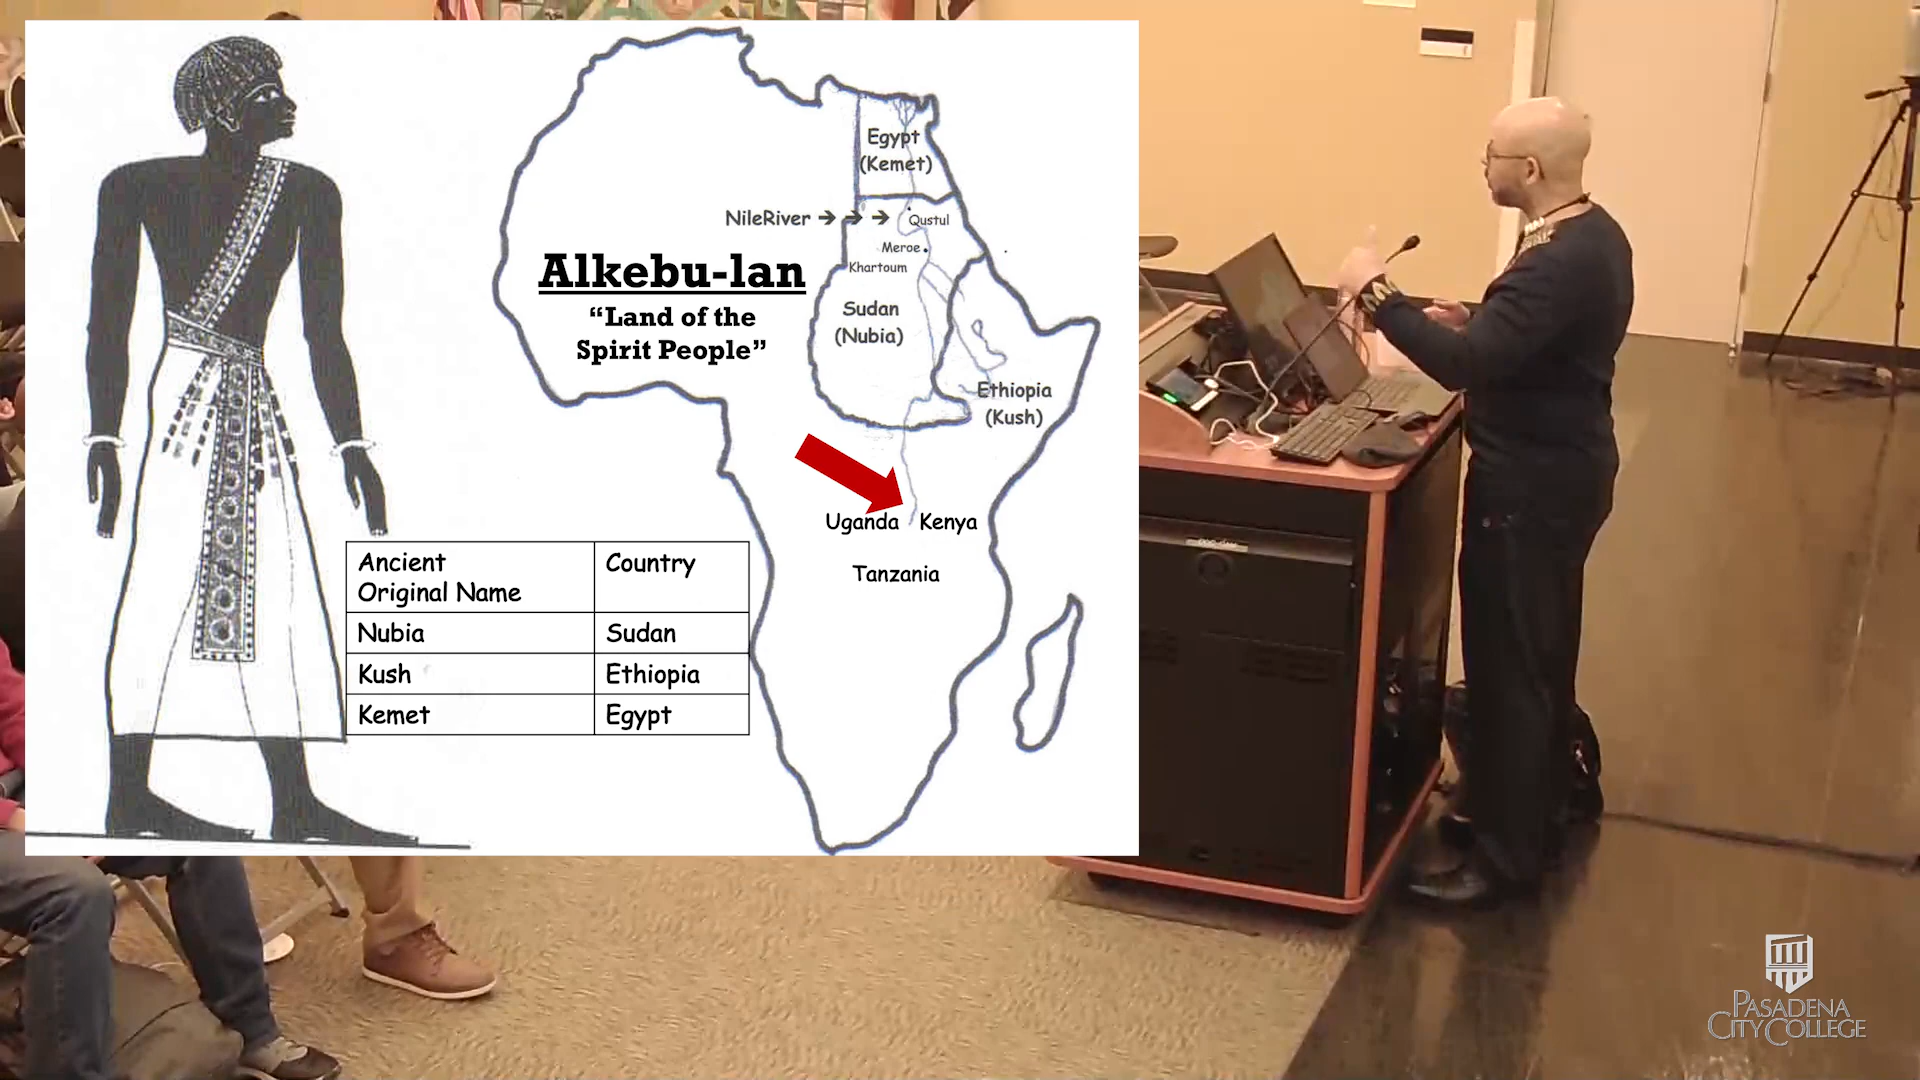 Egypt
(Kemet)
NileRiver → → →
Qustul
Meroe
Khartoum
Alkebu-lan
“Land of the
Spirit People”
Sudan
(Nubia)
Ethiopia
(Kush)
Uganda Kenya
Tanzania
Ancient
Original Name
Country
Nubia
Sudan
Kush
Ethiopia
Kemet
Egypt
PASADENA
CITY COLLEGE